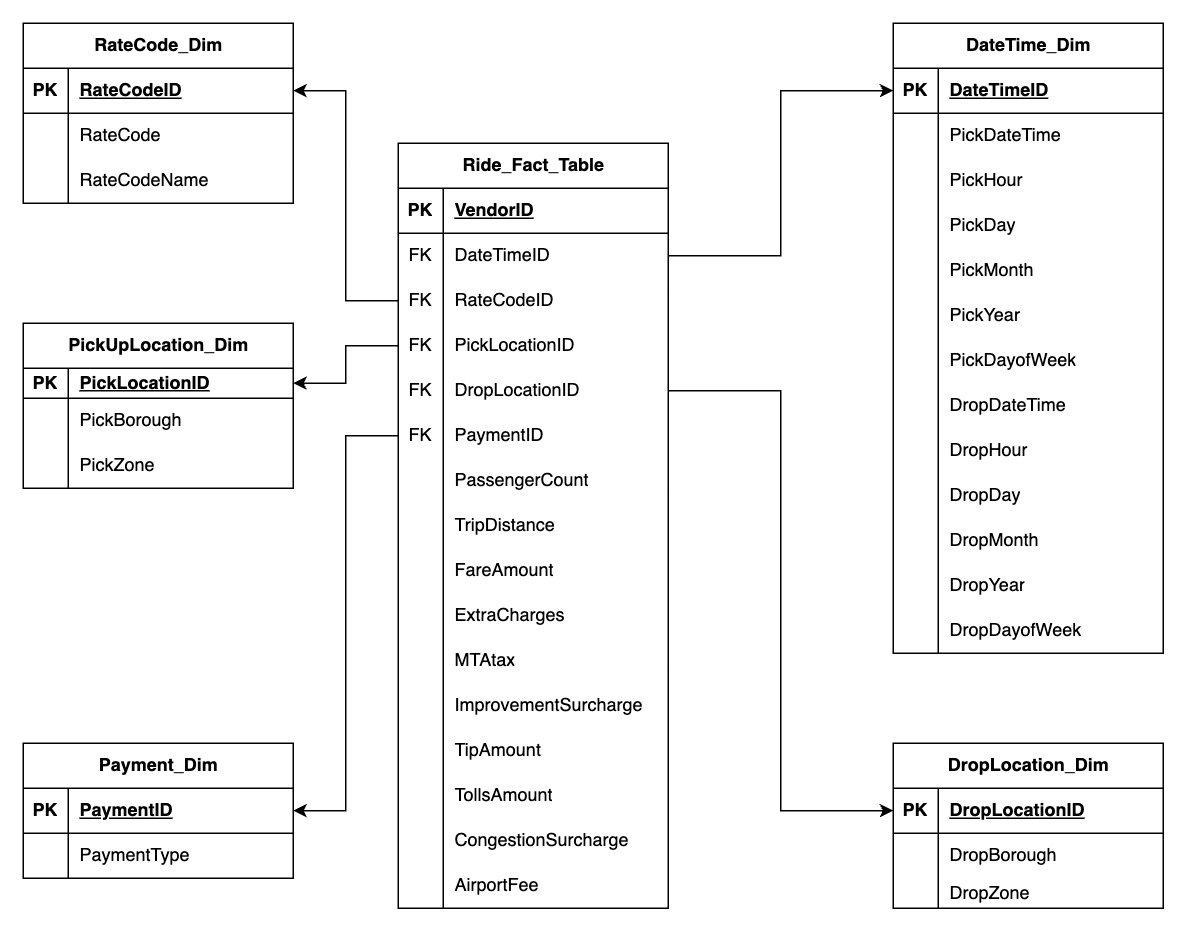 RateCode_Dim
PK RateCodeID
RateCode
RateCodeName
PickUpLocation_Dim
PK PickLocationID
PickBorough
PickZone
Payment_Dim
PK PaymentID
PaymentType
Ride_Fact_Table
PK VendorID
FK DateTimeID
FK RateCodeID
FK PickLocationID
FK DropLocationID
FK PaymentID
PassengerCount
TripDistance
FareAmount
ExtraCharges
MTAtax
ImprovementSurcharge
TipAmount
TollsAmount
CongestionSurcharge
AirportFee
DateTime_Dim
PK DateTimeID
PickDateTime
PickHour
PickDay
PickMonth
PickYear
PickDayofWeek
DropDateTime
DropHour
DropDay
DropMonth
DropYear
DropDayofWeek
DropLocation_Dim
PK DropLocationID
DropBorough
DropZone